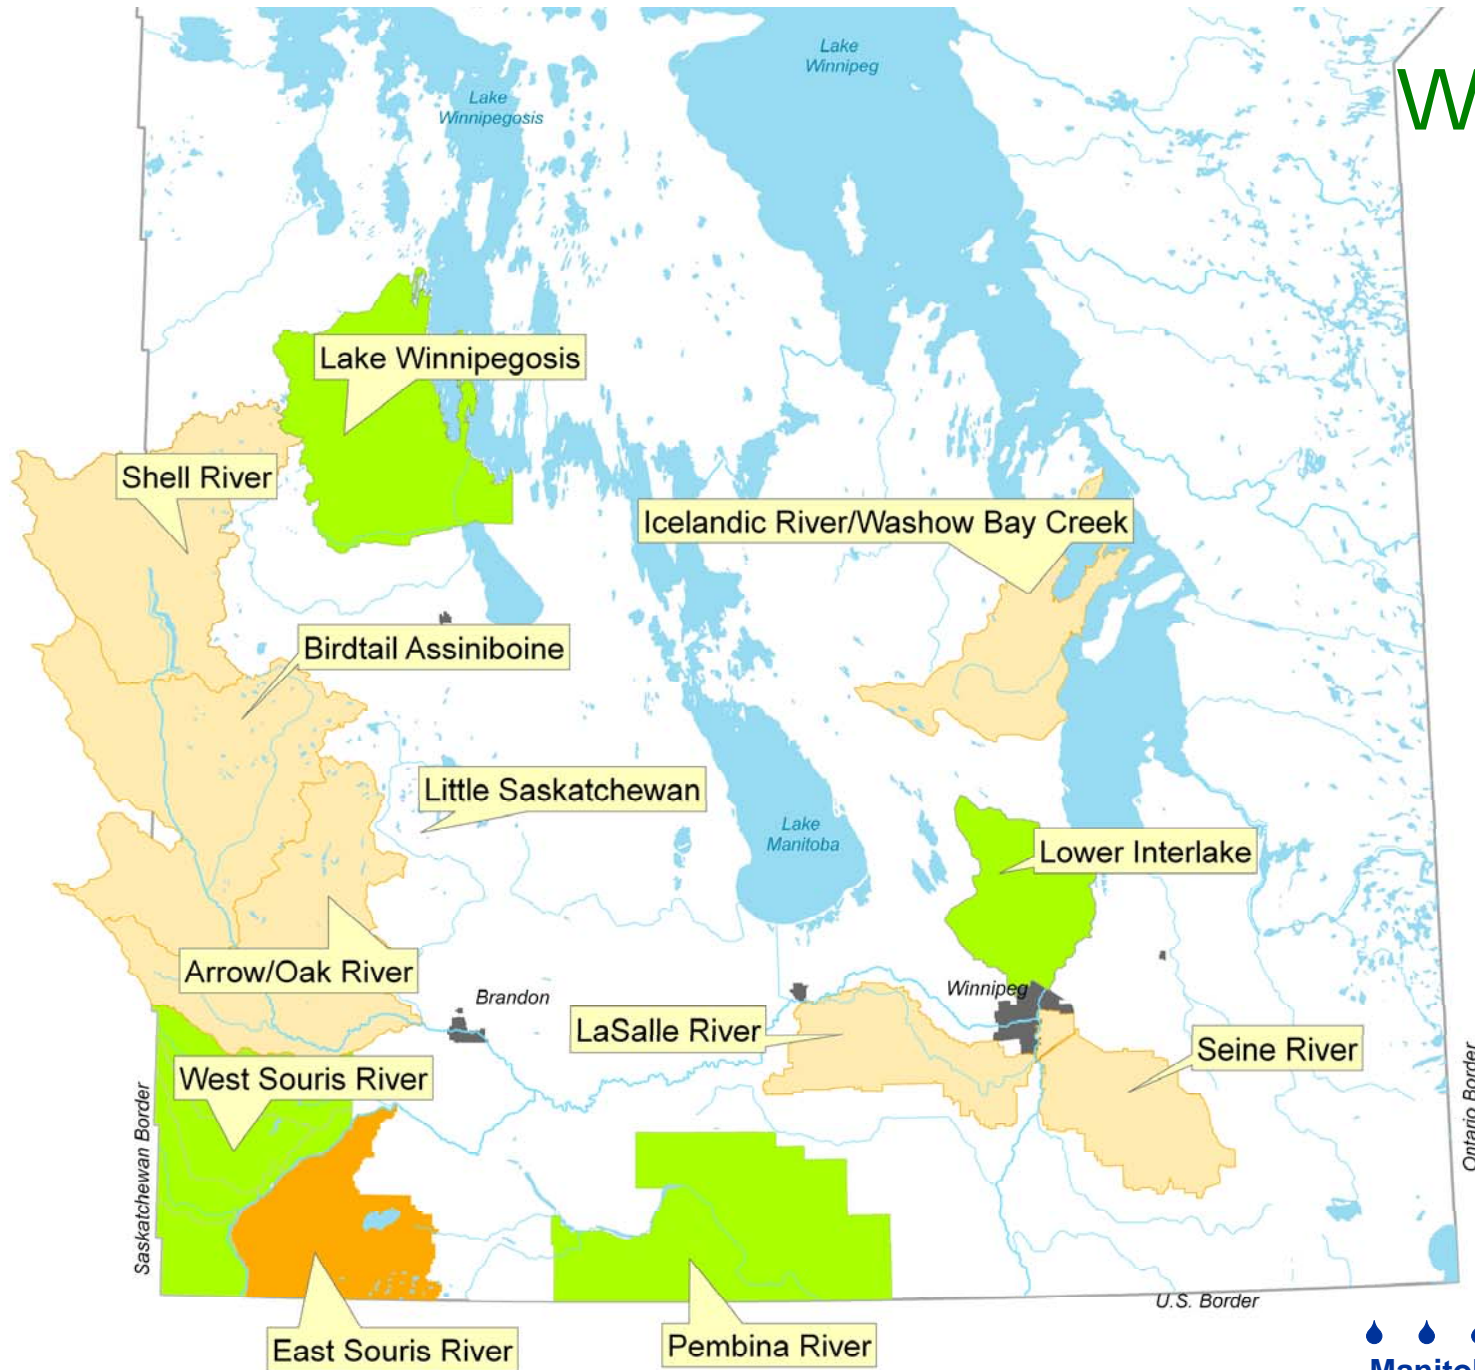 W
Lake
Winnipeg
Lake
Winnipegosis
Lake Winnipegosis
Shell River
Icelandic River/Washow Bay Creek
Birdtail Assiniboine
Little Saskatchewan
Lake
Manitoba
Lower Interlake
Arrow/Oak River
Brandon
Winnipeg
LaSalle River
Seine River
West Souris River
Saskatchewan Border
Ontario Border
U.S. Border
East Souris River
Pembina River